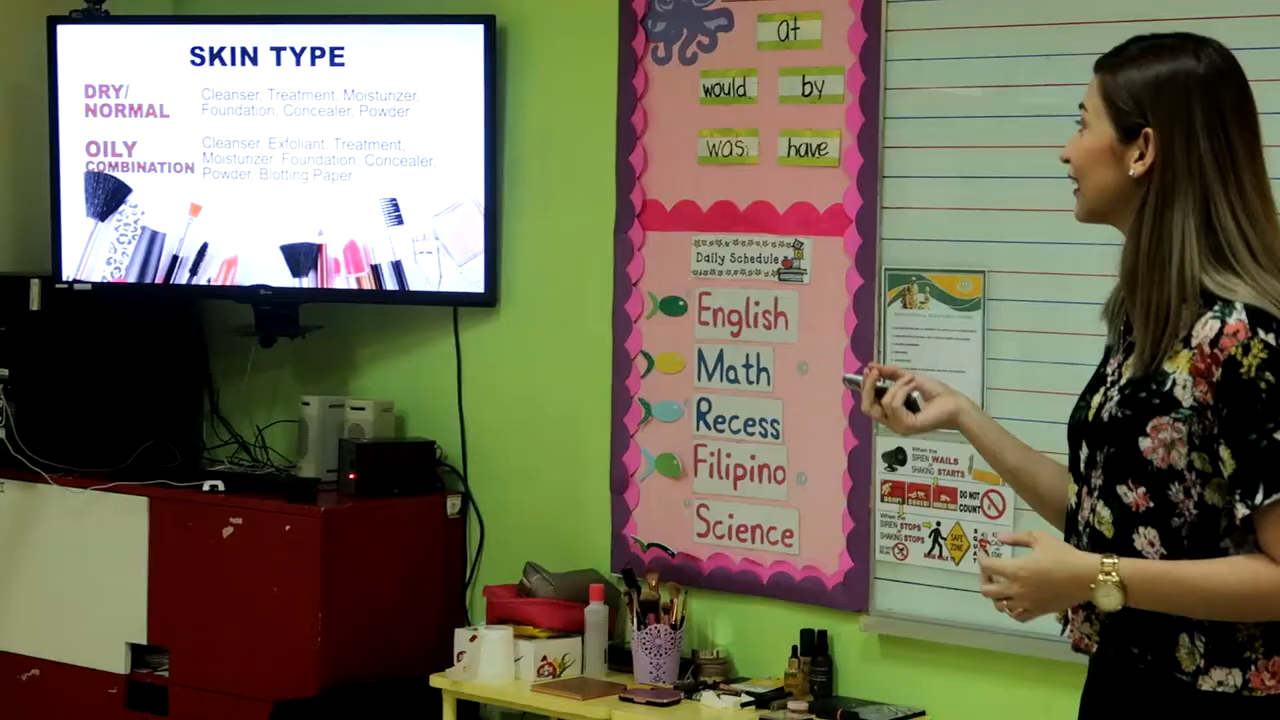 SKIN TYPE
DRY/
NORMAL
Cleanser, Treatment, Moisturizer,
Foundation, Concealer, Powder
OILY
COMBINATION
Cleanser, Exfoliant, Treatment,
Moisturizer, Foundation, Concealer,
Powder, Blotting Paper
at
would
by
was
have
Daily Schedule
English
Math
Recess
Filipino
Science
When the
SIREN WAILS
SHAKING STARTS
DO NOT
COUNT
When the
SIREN STOPS
SHAKING STOPS
SAFE
ZONE